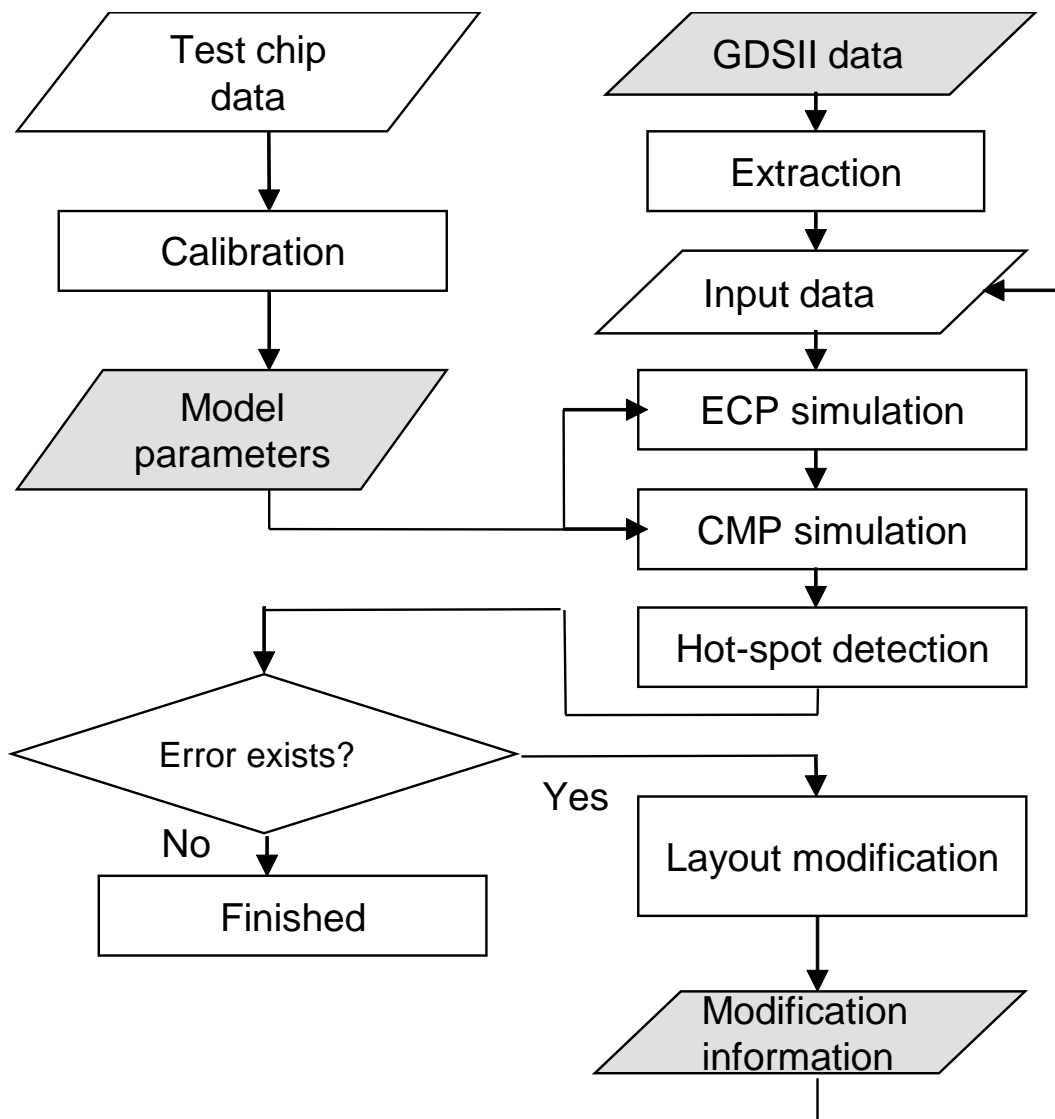 Test chip
data
GDSII data
Extraction
Calibration
Input data
Model
parameters
ECP simulation
CMP simulation
Hot-spot detection
Error exists?
Yes
No
Layout modification
Finished
Modification
information